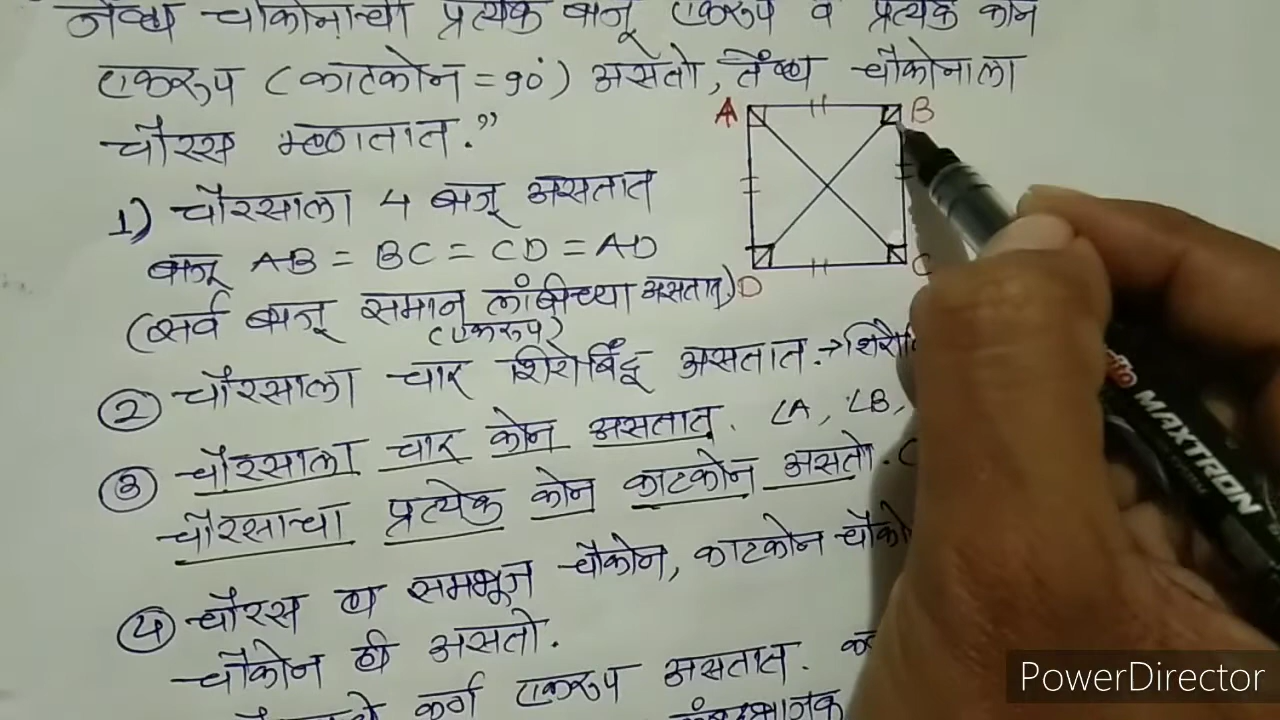 चौकोनाची प्रत्येक बाजू एकरुप व प्रत्येक कोन
एकरुप (काटकोन = ९०°) असतो, त्या चौकोनाला
चौरस म्हणतात."
A B
C
D
1) चौरसाला 4 बाजू असतात
बाजू AB = BC = CD = AD
(सर्व बाजू समान लांबीच्या असतात)
(एकरुप)
② चौरसाला चार शिरोबिंदू असतात. →
③ चौरसाला चार कोन असतात. ∠A, ∠B,
चौरसाचा प्रत्येक कोन काटकोन असतो. (
④ चौरस हा समभूज चौकोन, काटकोन
चौकोन ही असतो.
कर्ण एकरुप असतात.
MAXTRON
PowerDirector